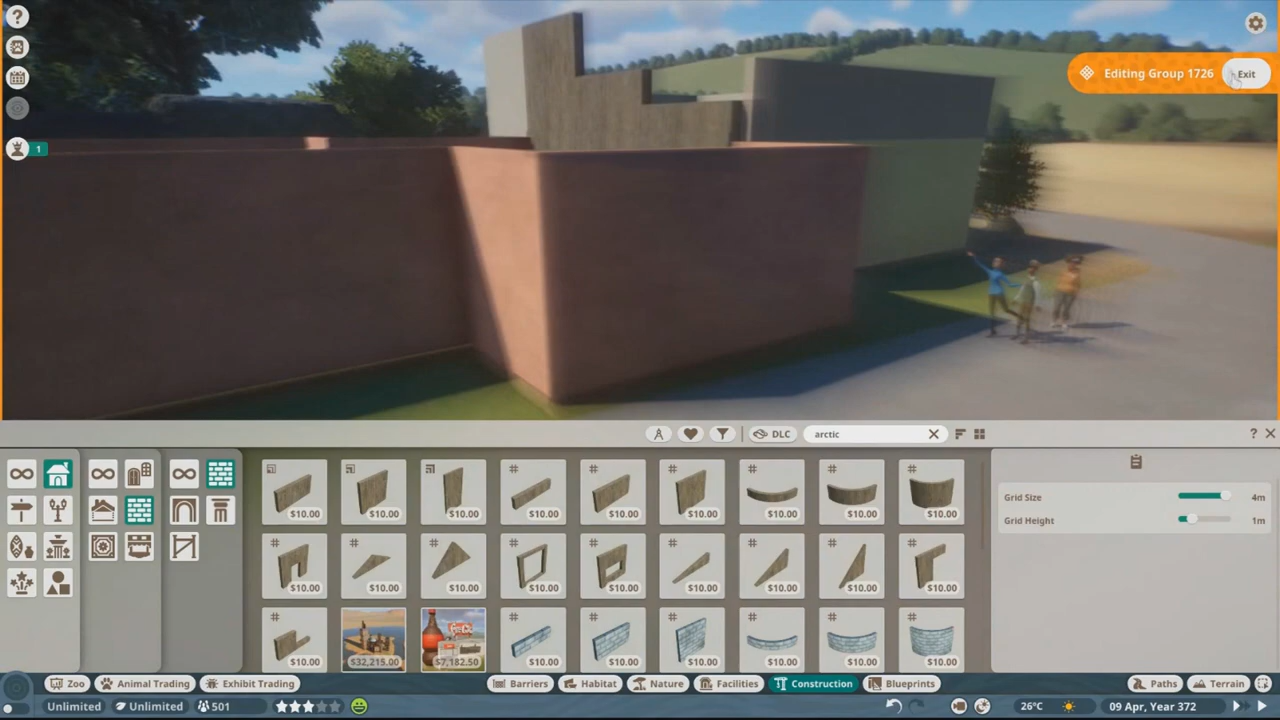 ?
Editing Group 1726
Exit
1
DLC
arctic
?
$10.00 $10.00 $10.00 $10.00 $10.00 $10.00 $10.00 $10.00 $10.00
Grid Size 4m
Grid Height 1m
$10.00 $10.00 $10.00 $10.00 $10.00 $10.00 $10.00 $10.00 $10.00
$10.00 $32,215.00 $7,182.50 $10.00 $10.00 $10.00 $10.00 $10.00 $10.00
Zoo Animal Trading Exhibit Trading Barriers Habitat Nature Facilities Construction Blueprints Paths Terrain
Unlimited Unlimited 501 26°C 09 Apr, Year 372